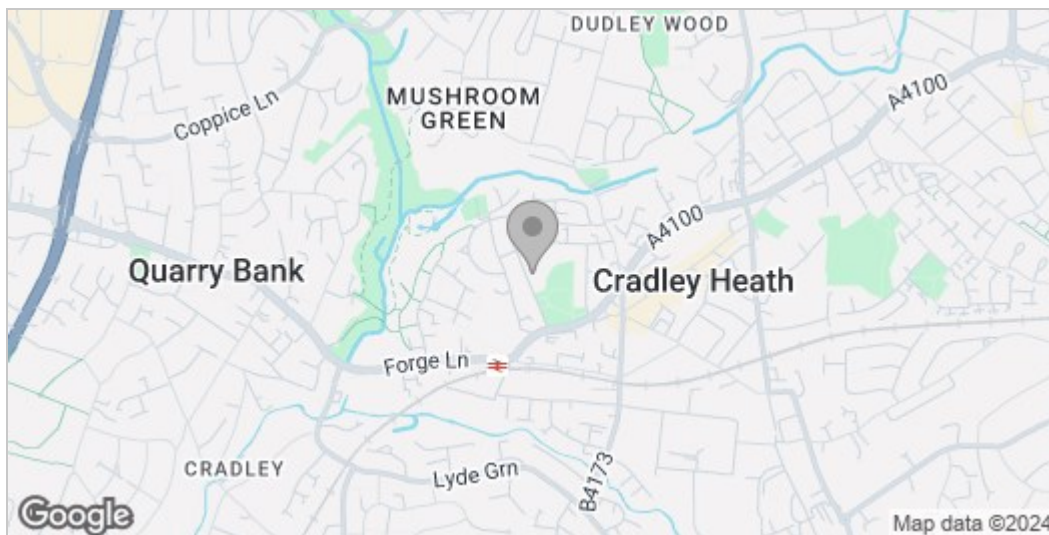 DUDLEY WOOD
A4100
MUSHROOM
GREEN
Coppice Ln
A4100
Quarry Bank
Cradley Heath
Forge Ln
CRADLEY
Lyde Grn
B4173
Google
Map data ©2024